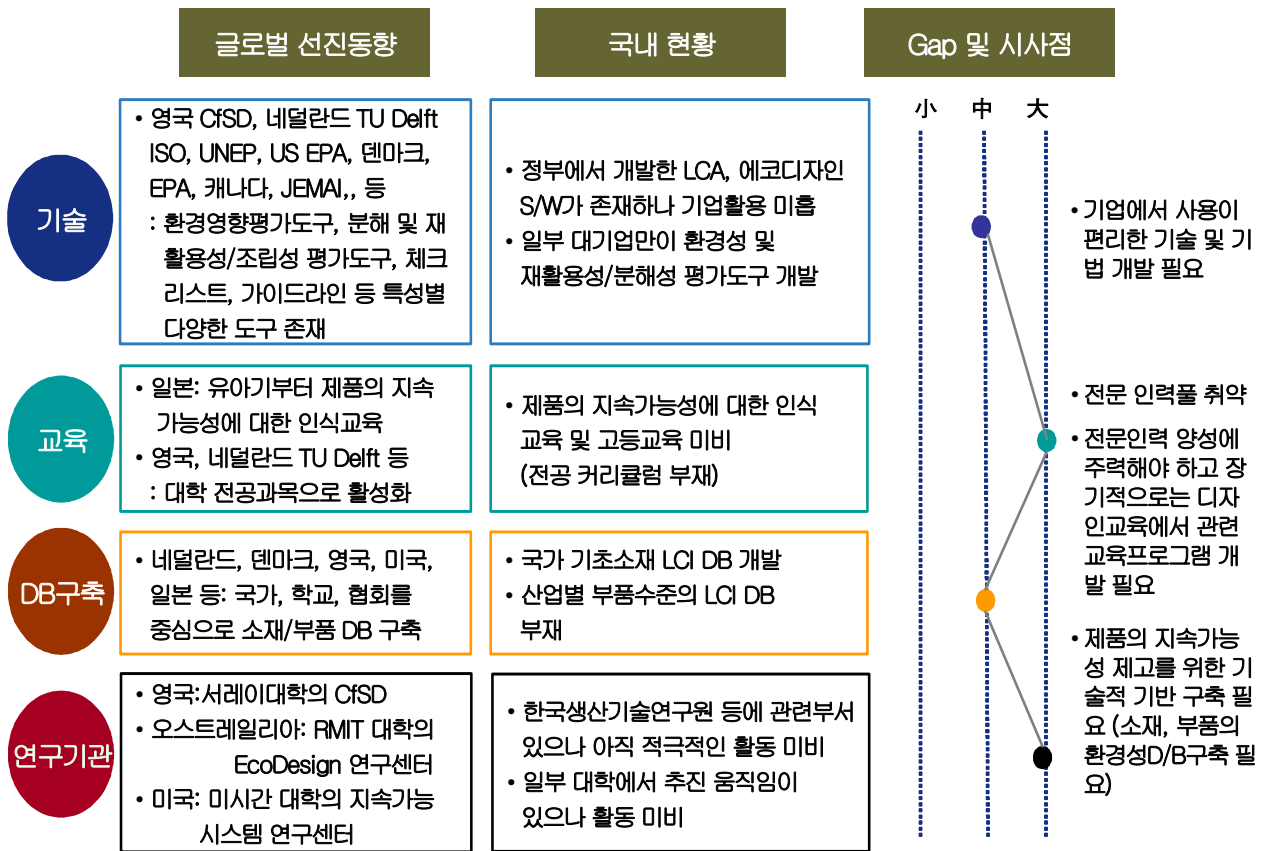 글로벌 선진동향
국내 현황
Gap 및 시사점
小 中 大
기술
• 영국 CfSD, 네덜란드 TU Delft
ISO, UNEP, US EPA, 덴마크,
EPA, 캐나다, JEMAI,, 등
: 환경영향평가도구, 분해 및 재
활용성/조립성 평가도구, 체크
리스트, 가이드라인 등 특성별
다양한 도구 존재
• 정부에서 개발한 LCA, 에코디자인
S/W가 존재하나 기업활용 미흡
• 일부 대기업만이 환경성 및
재활용성/분해성 평가도구 개발
• 기업에서 사용이
편리한 기술 및 기
법 개발 필요
교육
• 일본: 유아기부터 제품의 지속
가능성에 대한 인식교육
• 영국, 네덜란드 TU Delft 등
: 대학 전공과목으로 활성화
• 제품의 지속가능성에 대한 인식
교육 및 고등교육 미비
(전공 커리큘럼 부재)
• 전문 인력풀 취약
• 전문인력 양성에
주력해야 하고 장
기적으로는 디자
인교육에서 관련
교육프로그램 개
발 필요
DB구축
• 네덜란드, 덴마크, 영국, 미국,
일본 등: 국가, 학교, 협회를
중심으로 소재/부품 DB 구축
• 국가 기초소재 LCI DB 개발
• 산업별 부품수준의 LCI DB
부재
• 제품의 지속가능
성 제고를 위한 기
술적 기반 구축 필
요 (소재, 부품의
환경성D/B구축 필
요)
연구기관
• 영국:서레이대학의 CfSD
• 오스트레일리아: RMIT 대학의
EcoDesign 연구센터
• 미국: 미시간 대학의 지속가능
시스템 연구센터
• 한국생산기술연구원 등에 관련부서
있으나 아직 적극적인 활동 미비
• 일부 대학에서 추진 움직임이
있으나 활동 미비